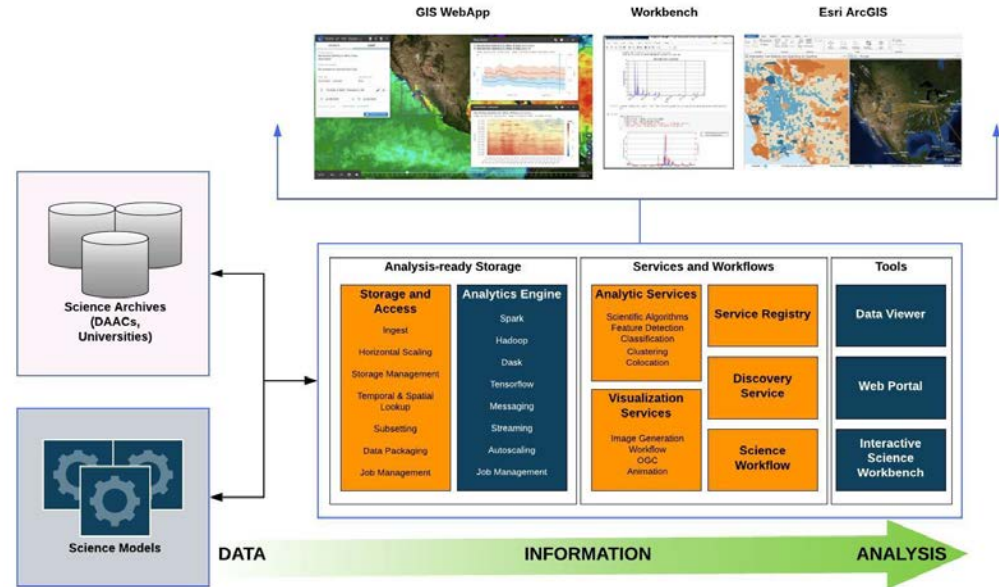 GIS WebApp
Workbench
Esri ArcGIS
Science Archives
(DAACs,
Universities)
Science Models
Analysis-ready Storage
Storage and
Access
Ingest
Horizontal Scaling
Storage Management
Temporal & Spatial
Lookup
Subsetting
Data Packaging
Job Management
Analytics Engine
Spark
Hadoop
Dask
Tensorflow
Messaging
Streaming
Autoscaling
Job Management
Services and Workflows
Analytic Services
Scientific Algorithms
Feature Detection
Classification
Clustering
Colocation
Visualization
Services
Image Generation
Workflow
OGC
Animation
Service Registry
Discovery
Service
Science
Workflow
Tools
Data Viewer
Web Portal
Interactive
Science
Workbench
DATA
INFORMATION
ANALYSIS